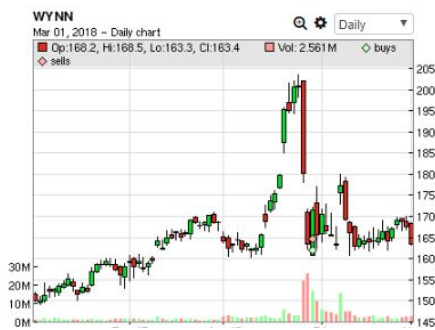 WYNN
Mar 01, 2018 - Daily chart
Daily
Op:168.2, Hi:168.5, Lo:163.3, Cl:163.4 Vol: 2.561M buys
sells
205
200
195
190
185
180
175
170
165
160
155
150
145
30M
20M
10M
0M